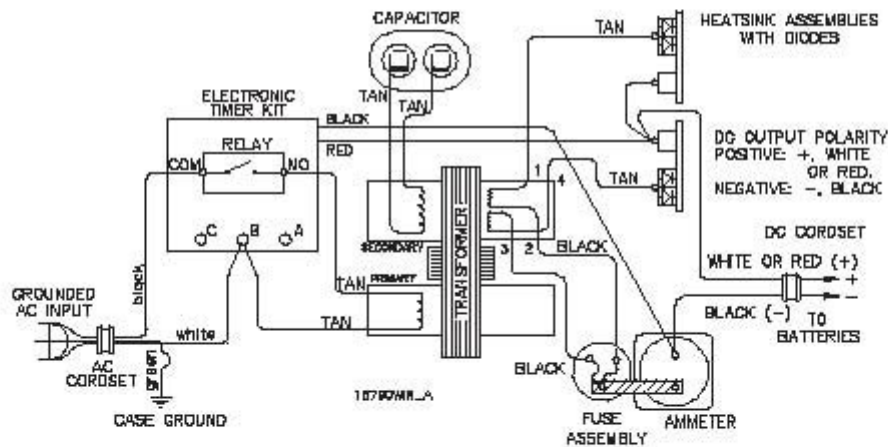 CAPACITOR
HEATSINK ASSEMBLIES
WITH DIODES
TAN
TAN
TAN
ELECTRONIC
TIMER KIT
BLACK
RED
RELAY
COM
NO
C
B
A
DC OUTPUT POLARITY
POSITIVE: +, WHITE
OR RED.
NEGATIVE: -, BLACK
1
4
TAN
SECONDARY
TRANSFORMER
3
2
BLACK
DC CORDSET
WHITE OR RED (+)
+
-
BLACK (-)
TO
BATTERIES
black
PRIMARY
TAN
TAN
GROUNDED
AC INPUT
white
AC
CORDSET
green
CASE GROUND
BLACK
FUSE
ASSEMBLY
AMMETER